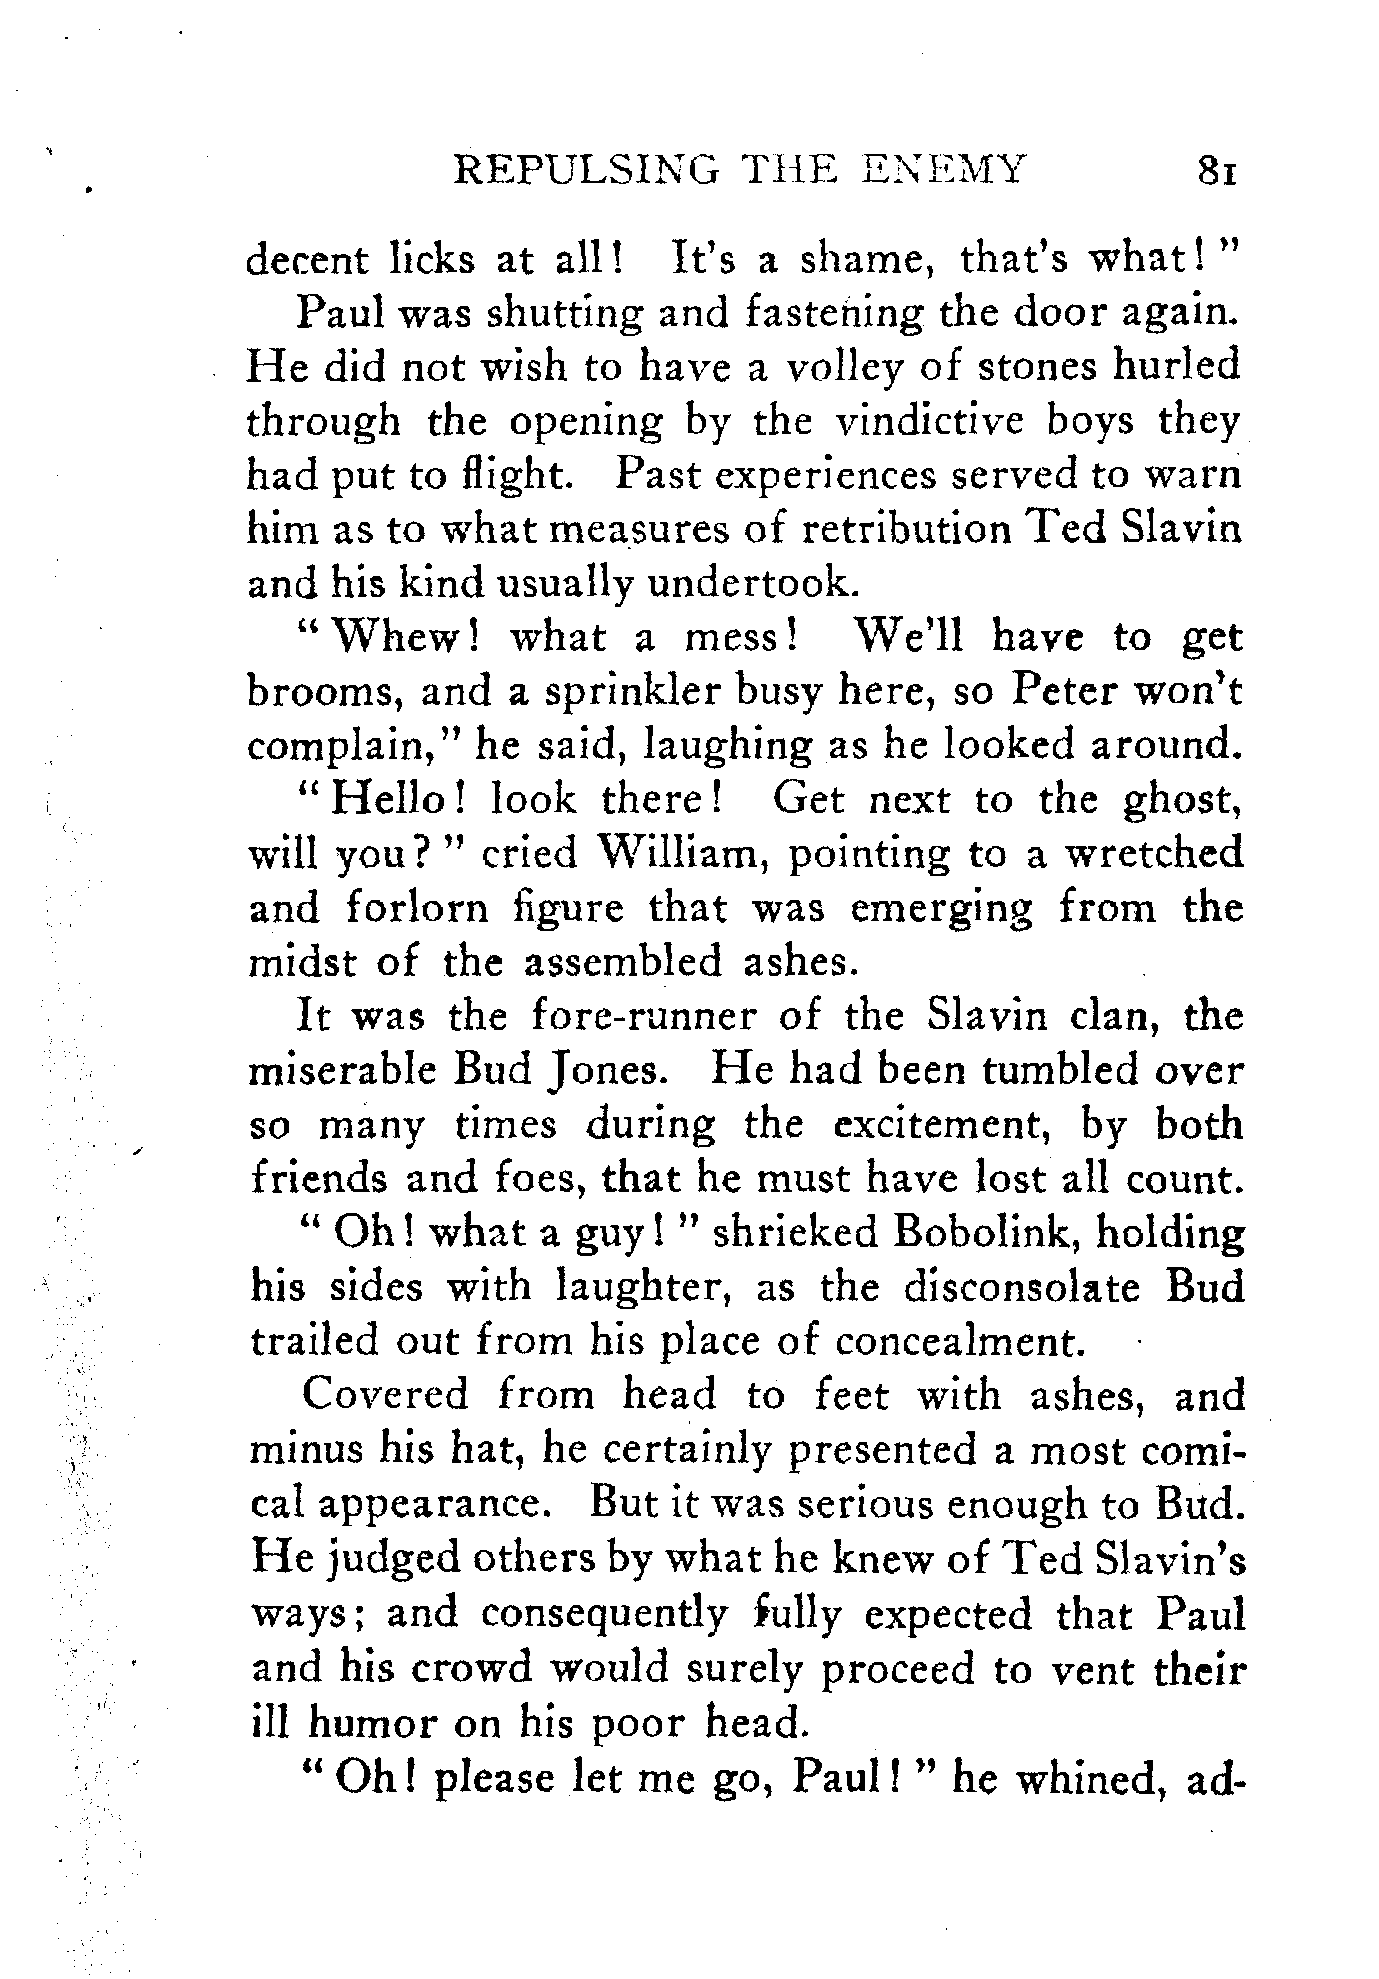 REPULSING THE ENEMY 81
decent licks at all! It's a shame, that's what!"
Paul was shutting and fastening the door again.
He did not wish to have a volley of stones hurled
through the opening by the vindictive boys they
had put to flight. Past experiences served to warn
him as to what measures of retribution Ted Slavin
and his kind usually undertook.
"Whew! what a mess! We'll have to get
brooms, and a sprinkler busy here, so Peter won't
complain," he said, laughing as he looked around.
"Hello! look there! Get next to the ghost,
will you?" cried William, pointing to a wretched
and forlorn figure that was emerging from the
midst of the assembled ashes.
It was the fore-runner of the Slavin clan, the
miserable Bud Jones. He had been tumbled over
so many times during the excitement, by both
friends and foes, that he must have lost all count.
"Oh! what a guy!" shrieked Bobolink, holding
his sides with laughter, as the disconsolate Bud
trailed out from his place of concealment.
Covered from head to feet with ashes, and
minus his hat, he certainly presented a most comi-
cal appearance. But it was serious enough to Bud.
He judged others by what he knew of Ted Slavin's
ways; and consequently fully expected that Paul
and his crowd would surely proceed to vent their
ill humor on his poor head.
"Oh! please let me go, Paul!" he whined, ad-